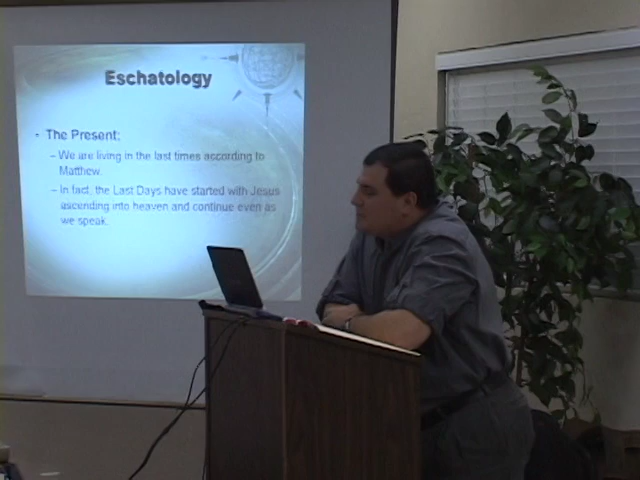 Eschatology
- The Present:
– We are living in the last times according to
Matthew.
– In fact, the Last Days have started with Jesus
ascending into heaven and continue even as
we speak.